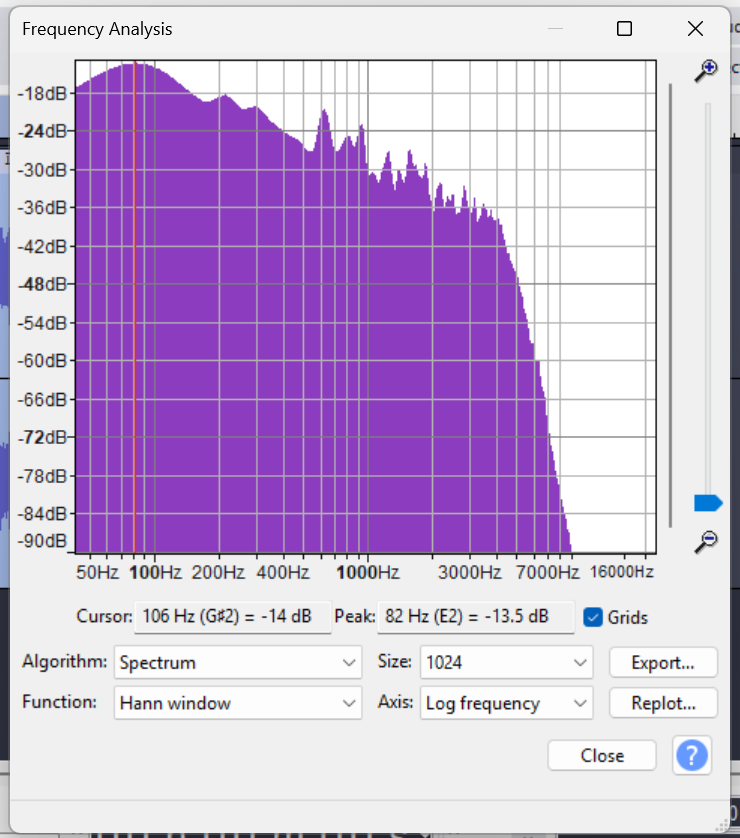 Frequency Analysis
-18dB
-24dB
-30dB
-36dB
-42dB
-48dB
-54dB
-60dB
-66dB
-72dB
-78dB
-84dB
-90dB
50Hz 100Hz 200Hz 400Hz 1000Hz 3000Hz 7000Hz 16000Hz
Cursor: 106 Hz (G♯2) = -14 dB Peak: 82 Hz (E2) = -13.5 dB Grids
Algorithm: Spectrum Size: 1024 Export...
Function: Hann window Axis: Log frequency Replot...
Close ?